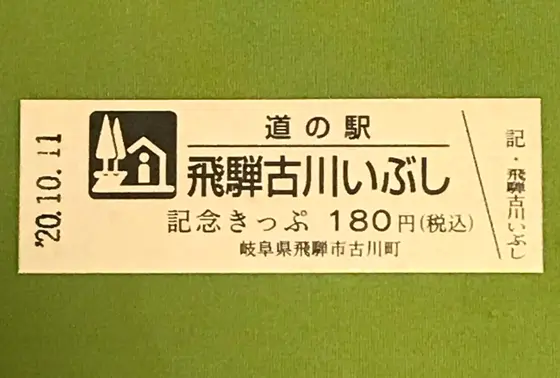 '20.10.11
道の駅
飛騨古川いぶし
記念きっぷ 180円(税込)
岐阜県飛騨市古川町
記・飛騨古川いぶし